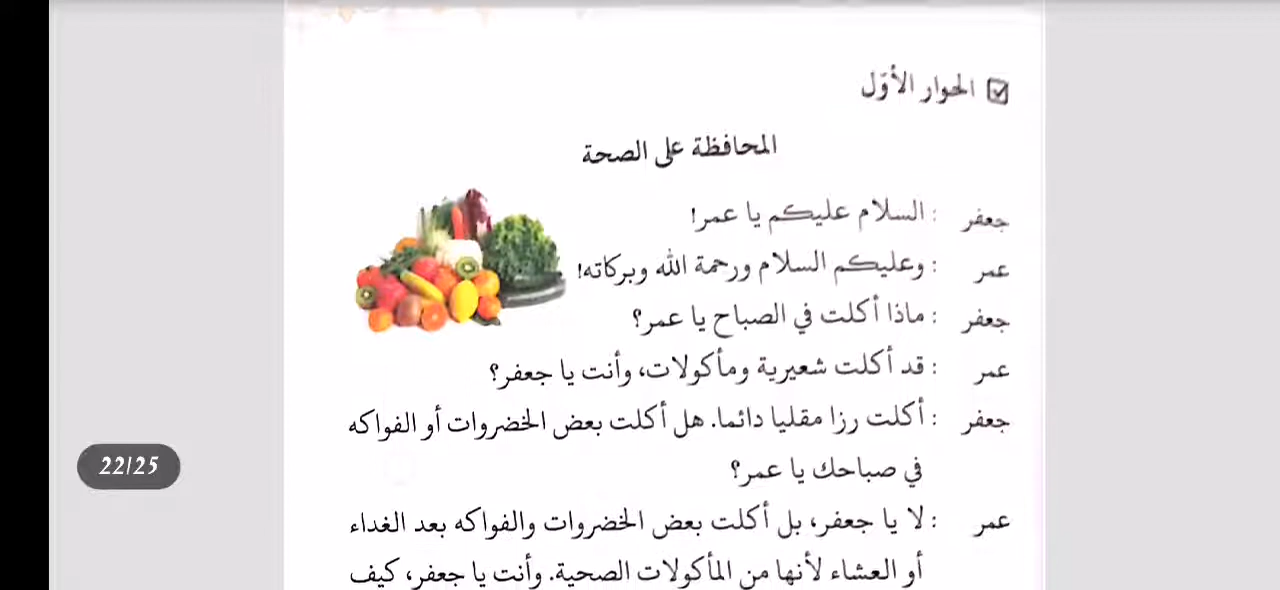 الحوار الأوّل
المحافظة على الصحة
جعفر : السلام عليكم يا عمر!
عمر : وعليكم السلام ورحمة الله وبركاته!
جعفر : ماذا أكلت في الصباح يا عمر؟
عمر : قد أكلت شعيرية ومأكولات، وأنت يا جعفر؟
جعفر : أكلت رزا مقليا دائما. هل أكلت بعض الخضروات أو الفواكه
في صباحك يا عمر؟
عمر : لا يا جعفر، بل أكلت بعض الخضروات والفواكه بعد الغداء
أو العشاء لأنها من المأكولات الصحية. وأنت يا جعفر، كيف
22/25